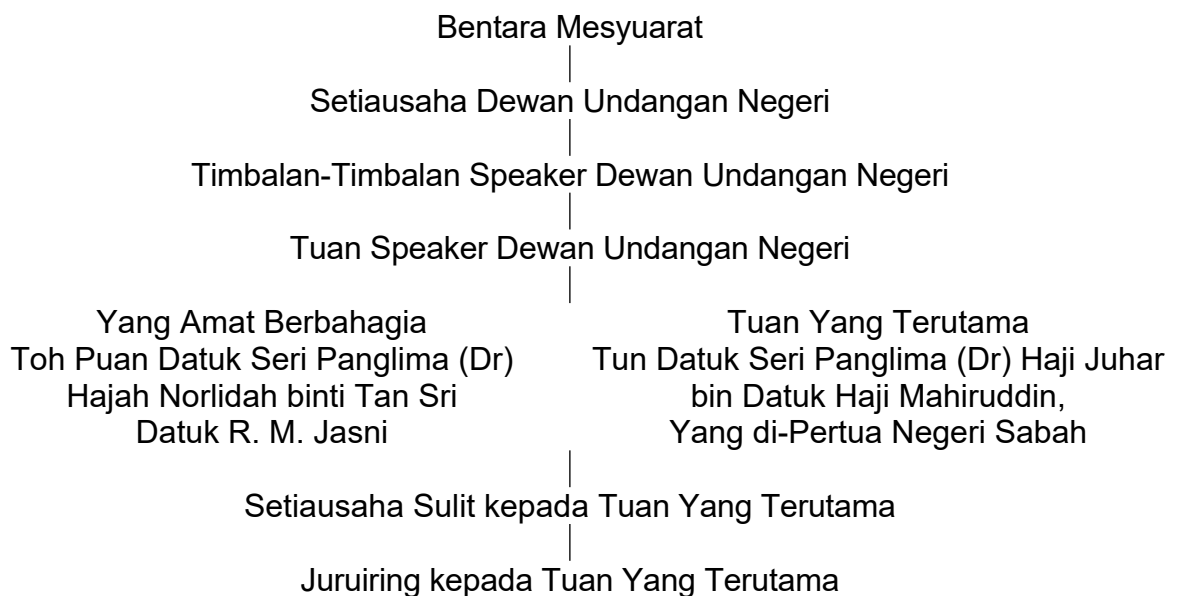 Bentara Mesyuarat
Setiausaha Dewan Undangan Negeri
Timbalan-Timbalan Speaker Dewan Undangan Negeri
Tuan Speaker Dewan Undangan Negeri
Yang Amat Berbahagia
Toh Puan Datuk Seri Panglima (Dr)
Hajah Norlidah binti Tan Sri
Datuk R. M. Jasni
Tuan Yang Terutama
Tun Datuk Seri Panglima (Dr) Haji Juhar
bin Datuk Haji Mahiruddin,
Yang di-Pertua Negeri Sabah
Setiausaha Sulit kepada Tuan Yang Terutama
Juruiring kepada Tuan Yang Terutama